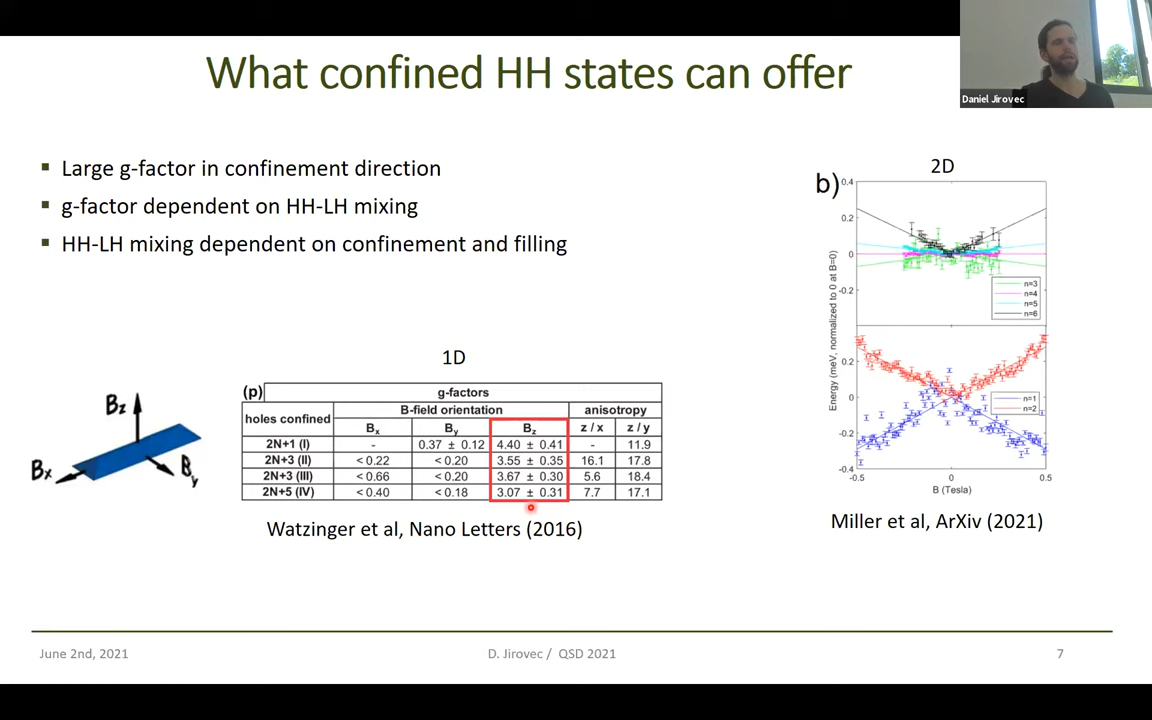 What confined HH states can offer
Daniel Jirovec
▪ Large g-factor in confinement direction
▪ g-factor dependent on HH-LH mixing
▪ HH-LH mixing dependent on confinement and filling
1D
Bz
Bx
By
(p) g-factors
holes confined B-field orientation anisotropy
Bx By Bz z / x z / y
2N+1 (I) - 0.37 ± 0.12 4.40 ± 0.41 - 11.9
2N+3 (II) < 0.22 < 0.20 3.55 ± 0.35 16.1 17.8
2N+3 (III) < 0.66 < 0.20 3.67 ± 0.30 5.6 18.4
2N+5 (IV) < 0.40 < 0.18 3.07 ± 0.31 7.7 17.1
Watzinger et al, Nano Letters (2016)
2D
b)
0.4
0.2
0
-0.2
n=3
n=4
n=5
n=6
Energy (meV, normalized to 0 at B=0)
0.2
0
-0.2
-0.4
n=1
n=2
-0.5 0 0.5
B (Tesla)
Miller et al, ArXiv (2021)
June 2nd, 2021
D. Jirovec / QSD 2021
7